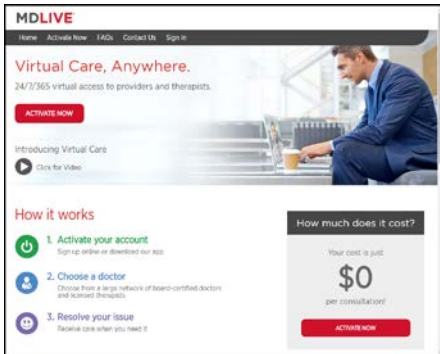 MDLIVE
Home Activate Now FAQs Contact Us Sign In
Virtual Care, Anywhere.
24/7/365 virtual access to providers and therapists.
ACTIVATE NOW
Introducing Virtual Care
Click for Video
How it works
1. Activate your account
Sign up online or download our app
2. Choose a doctor
Choose from a large network of board-certified doctors
and licensed therapists
3. Resolve your issue
Receive care when you need it
How much does it cost?
Your cost is just
$0
per consultation!
ACTIVATE NOW